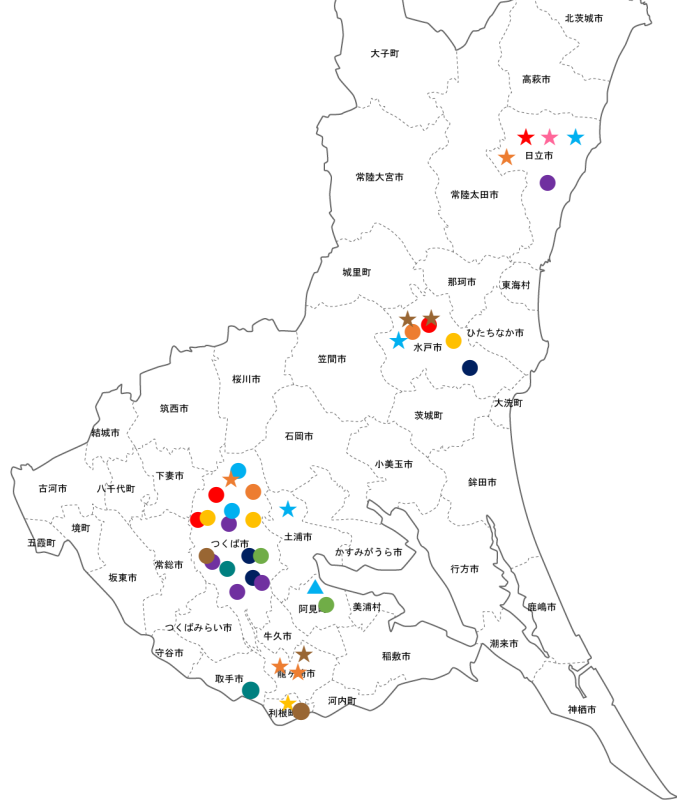 北茨城市
大子町
高萩市
日立市
常陸大宮市
常陸太田市
城里町
那珂市
東海村
ひたちなか市
水戸市
笠間市
桜川市
大洗町
筑西市
茨城町
結城市
石岡市
小美玉市
下妻市
鉾田市
古河市
八千代町
境町
土浦市
つくば市
五霞町
かすみがうら市
常総市
行方市
坂東市
阿見
美浦村
鹿嶋市
つくばみらい市
牛久市
潮来市
守谷市
稲敷市
龍ヶ崎市
取手市
河内町
利根町
神栖市